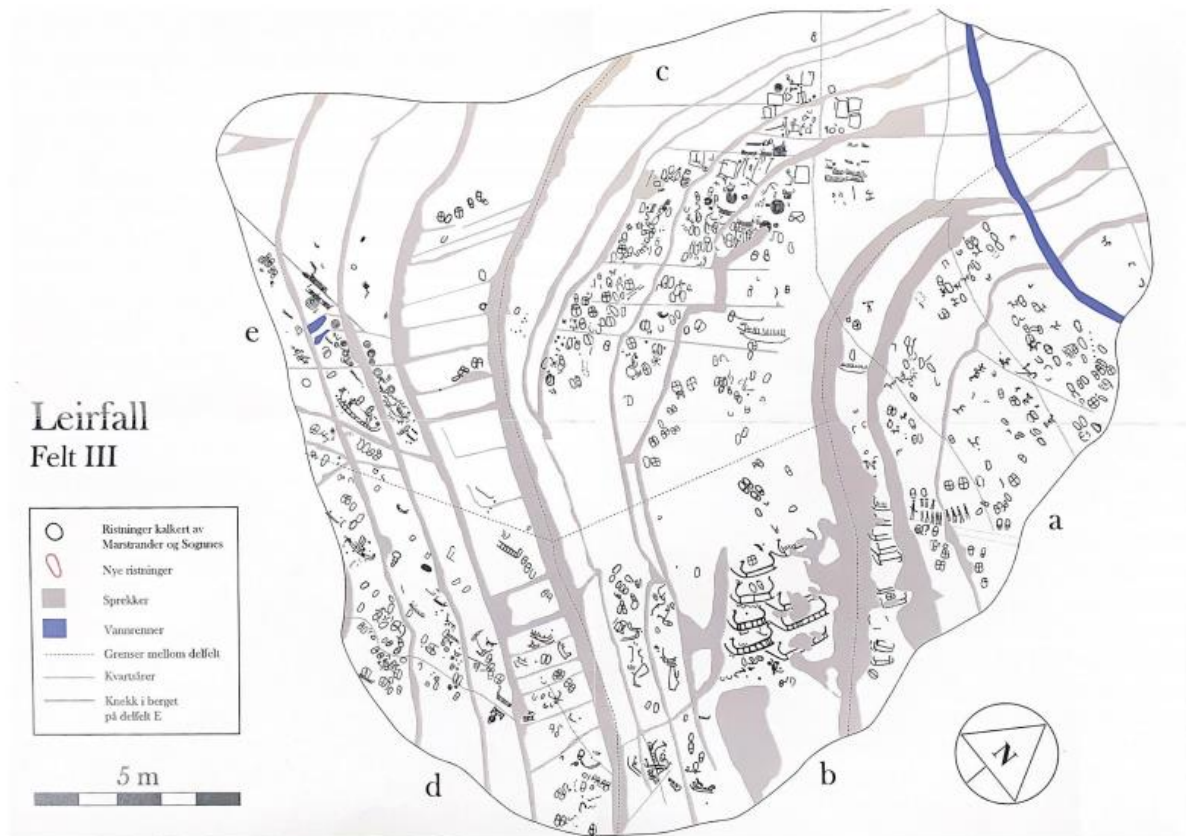 c
e
Leirfall
Felt III
a
Ristninger kalkert av
Marstrander og Sognnes
Nye ristninger
Sprekker
Vannrenner
Grenser mellom delfelt
Kvartsårer
Knekk i berget
på delfelt E
5 m
d
b
N